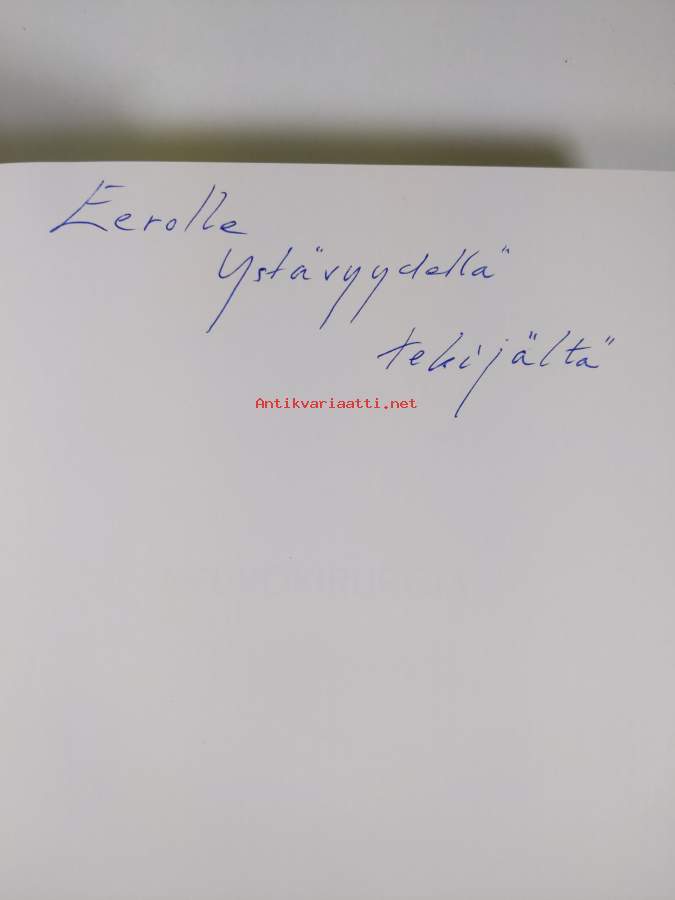 Eerolle
Ystävyydellä
tekijältä
Antikvariaatti.net